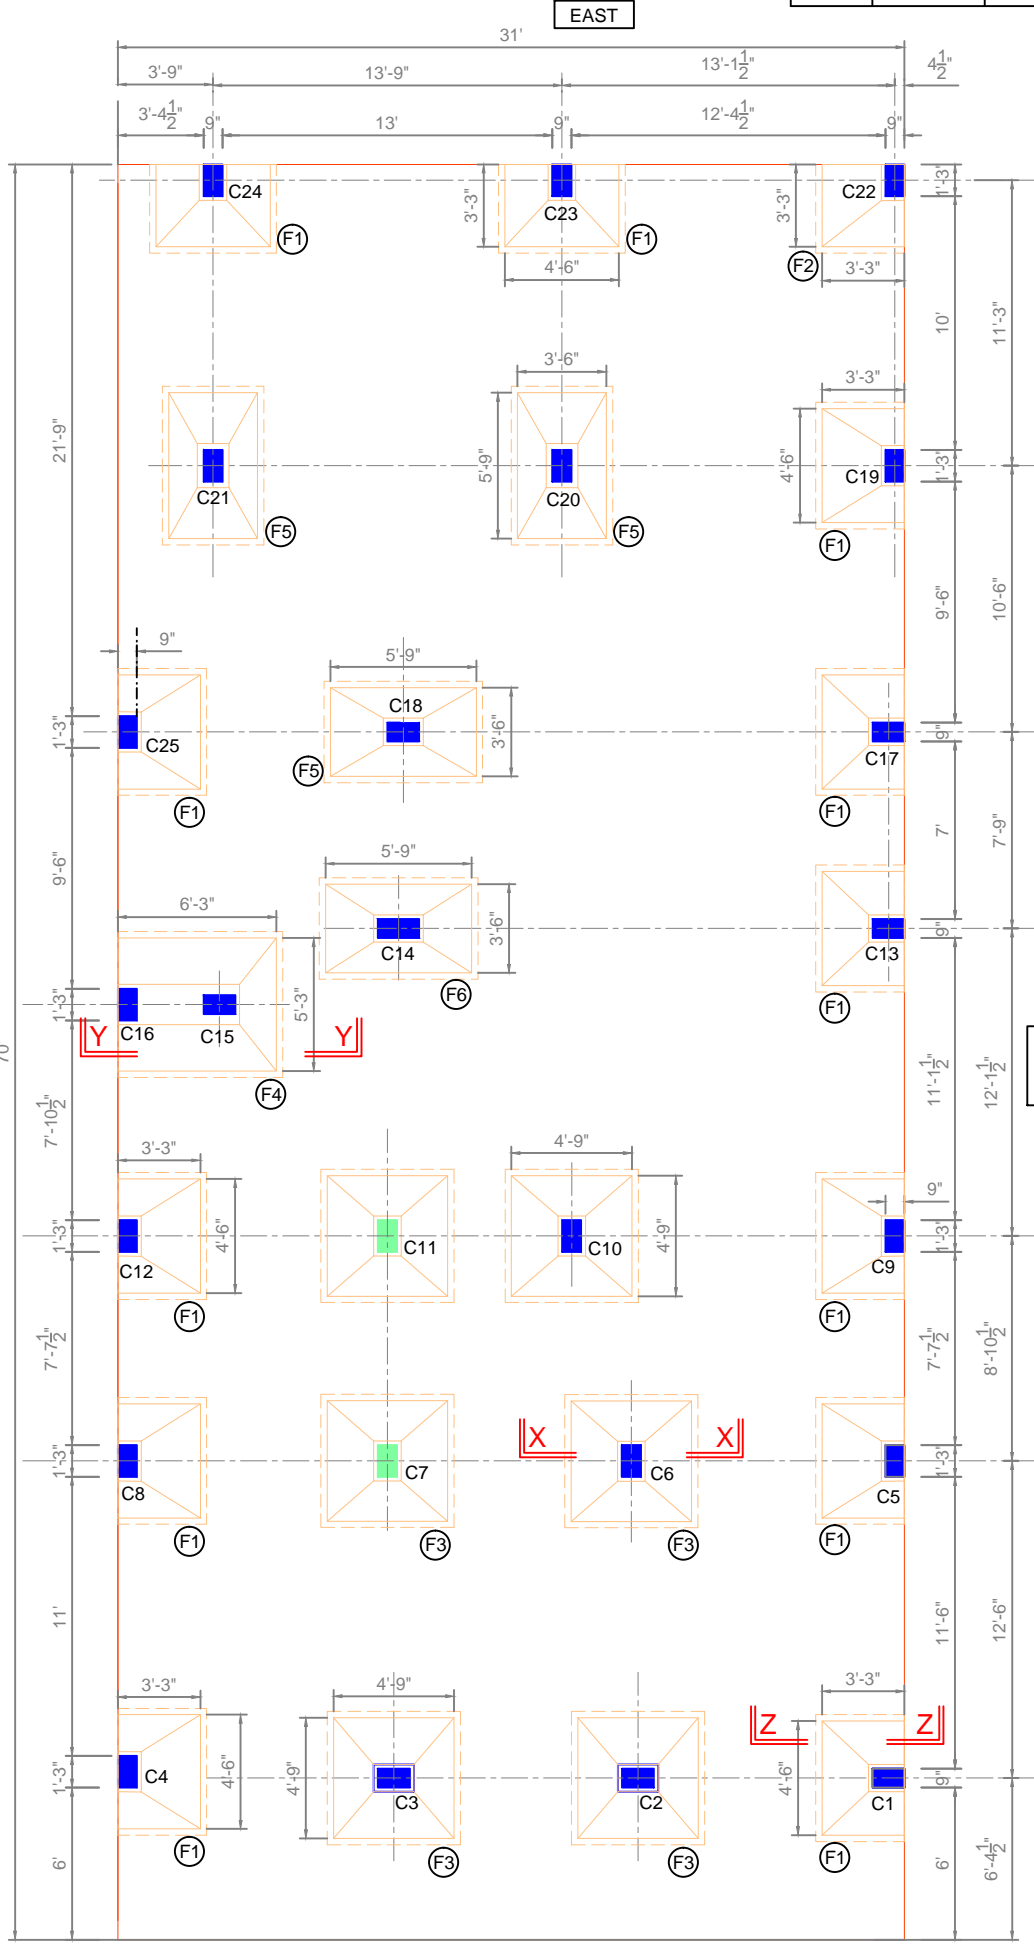 EAST
31'
3'-9"
13'-9"
13'-1½"
4½"
3'-4½"
9"
13'
9"
12'-4½"
9"
C24
C23
C22
3'-3"
3'-3"
1'-3"
F1
F1
F2
4'-6"
3'-3"
10'
11'-3"
3'-6"
3'-3"
21'-9"
5'-9"
4'-6"
C21
C20
C19
1'-3"
F5
F5
F1
9'-6"
10'-6"
9"
5'-9"
C18
1'-3"
C25
3'-6"
C17
9"
F5
F1
F1
7'
7'-9"
9'-6"
5'-9"
6'-3"
C14
3'-6"
C13
9"
F6
F1
1'-3"
C16
C15
5'-3"
Y
Y
70'
F4
7'-10½"
11'-1½"
12'-1½"
3'-3"
4'-9"
9"
1'-3"
C12
4'-6"
C11
C10
4'-9"
C9
1'-3"
F1
F1
7'-7½"
7'-7½"
8'-10½"
X
X
1'-3"
C8
C7
C6
C5
1'-3"
F1
F3
F3
F1
11'
11'-6"
12'-6"
3'-3"
4'-9"
3'-3"
Z
Z
1'-3"
C4
4'-6"
4'-9"
C3
C2
4'-6"
C1
9"
F1
F3
F3
F1
6'
6'
6'-4½"